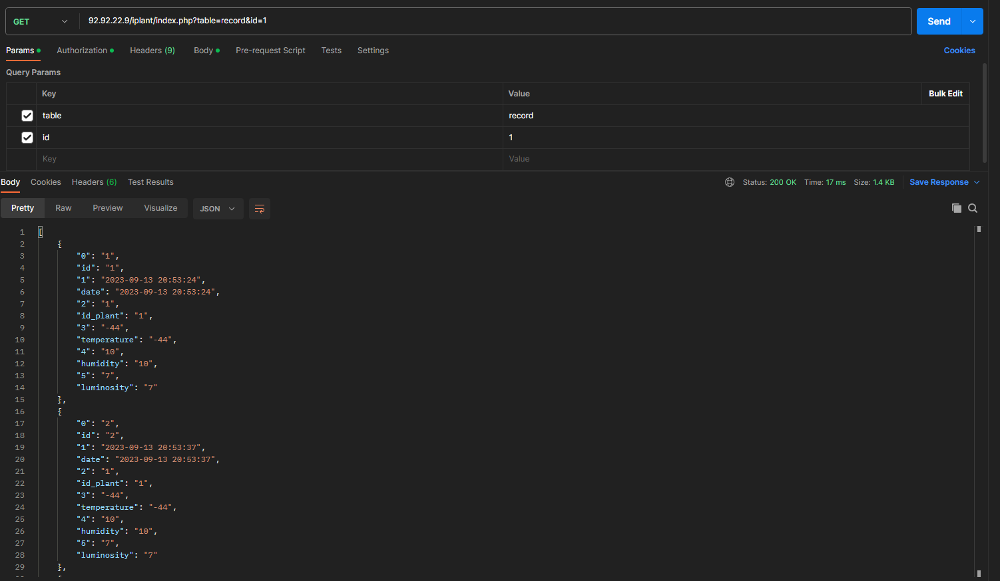 GET 92.92.22.9/iplant/index.php?table=record&id=1 Send
Params Authorization Headers (9) Body Pre-request Script Tests Settings Cookies
Query Params
Key Value Bulk Edit
table record
id 1
Key Value
Body Cookies Headers (6) Test Results Status: 200 OK Time: 17 ms Size: 1.4 KB Save Response
Pretty Raw Preview Visualize JSON
1 [
2 {
3 "0": "1",
4 "id": "1",
5 "1": "2023-09-13 20:53:24",
6 "date": "2023-09-13 20:53:24",
7 "2": "1",
8 "id_plant": "1",
9 "3": "-44",
10 "temperature": "-44",
11 "4": "10",
12 "humidity": "10",
13 "5": "7",
14 "luminosity": "7"
15 },
16 {
17 "0": "2",
18 "id": "2",
19 "1": "2023-09-13 20:53:37",
20 "date": "2023-09-13 20:53:37",
21 "2": "1",
22 "id_plant": "1",
23 "3": "-44",
24 "temperature": "-44",
25 "4": "10",
26 "humidity": "10",
27 "5": "7",
28 "luminosity": "7"
29 },